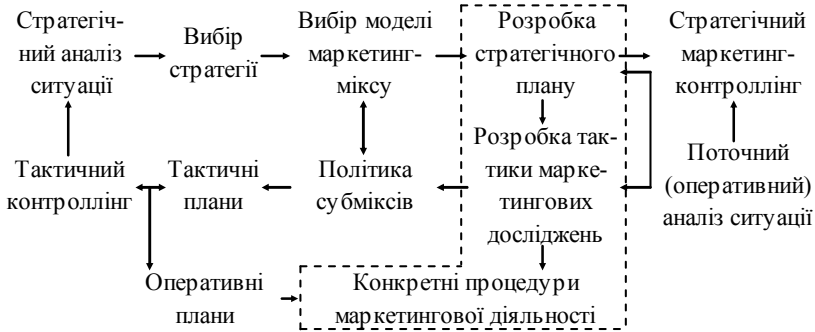 Стратегіч-
ний аналіз
ситуації
Вибір
стратегії
Вибір моделі
маркетинг-
міксу
Розробка
стратегічного
плану
Стратегічний
маркетинг-
контроллінг
Тактичний
контроллінг
Тактичні
плани
Політика
субміксів
Розробка так-
тики марке-
тингових
досліджень
Поточний
(оперативний)
аналіз ситуації
Оперативні
плани
Конкретні процедури
маркетингової діяльності